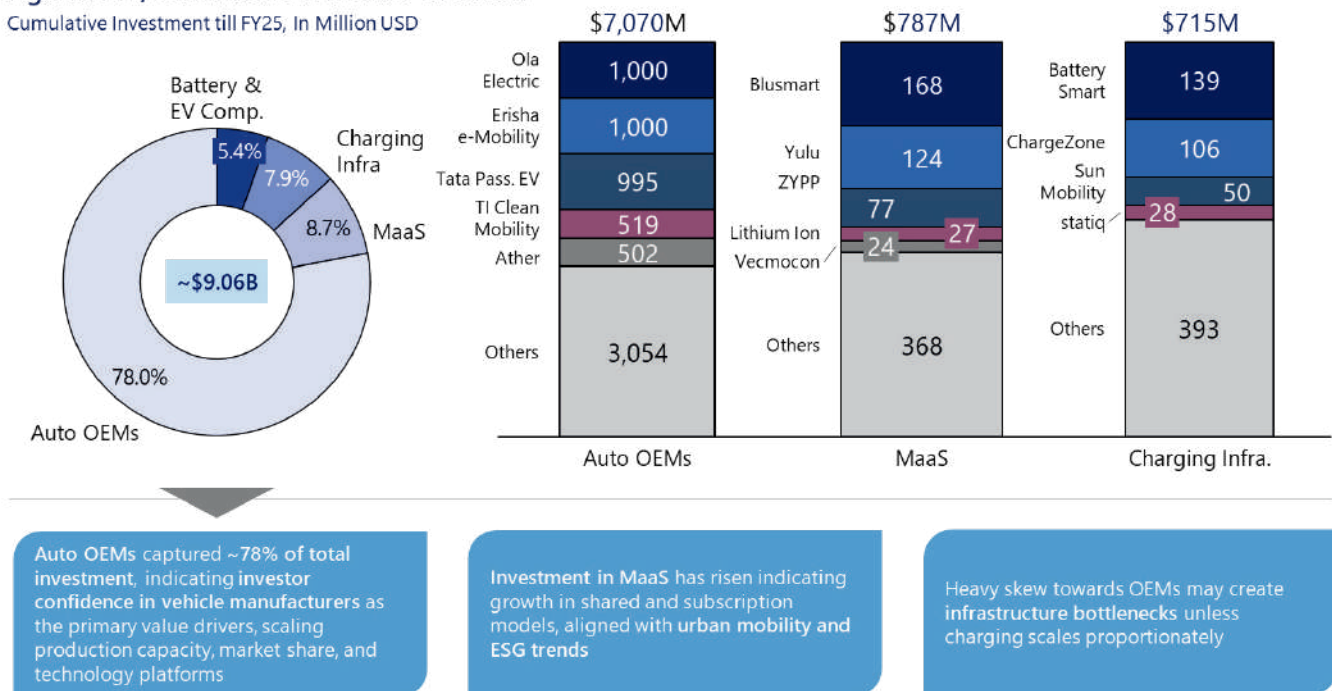 Cumulative Investment till FY25, In Million USD
Battery &
EV Comp.
5.4%
Charging
Infra
7.9%
8.7%
MaaS
~$9.06B
78.0%
Auto OEMs
$7,070M
Ola
Electric
1,000
Erisha
e-Mobility
1,000
Tata Pass. EV
995
TI Clean
Mobility
519
Ather
502
Others
3,054
Auto OEMs
$787M
Blusmart
168
Yulu
124
ZYPP
77
Lithium Ion
27
Vecmocon
24
Others
368
MaaS
$715M
Battery
Smart
139
ChargeZone
106
Sun
Mobility
50
statiq
28
Others
393
Charging Infra.
Auto OEMs captured ~78% of total
investment, indicating investor
confidence in vehicle manufacturers as
the primary value drivers, scaling
production capacity, market share, and
technology platforms
Investment in MaaS has risen indicating
growth in shared and subscription
models, aligned with urban mobility and
ESG trends
Heavy skew towards OEMs may create
infrastructure bottlenecks unless
charging scales proportionately